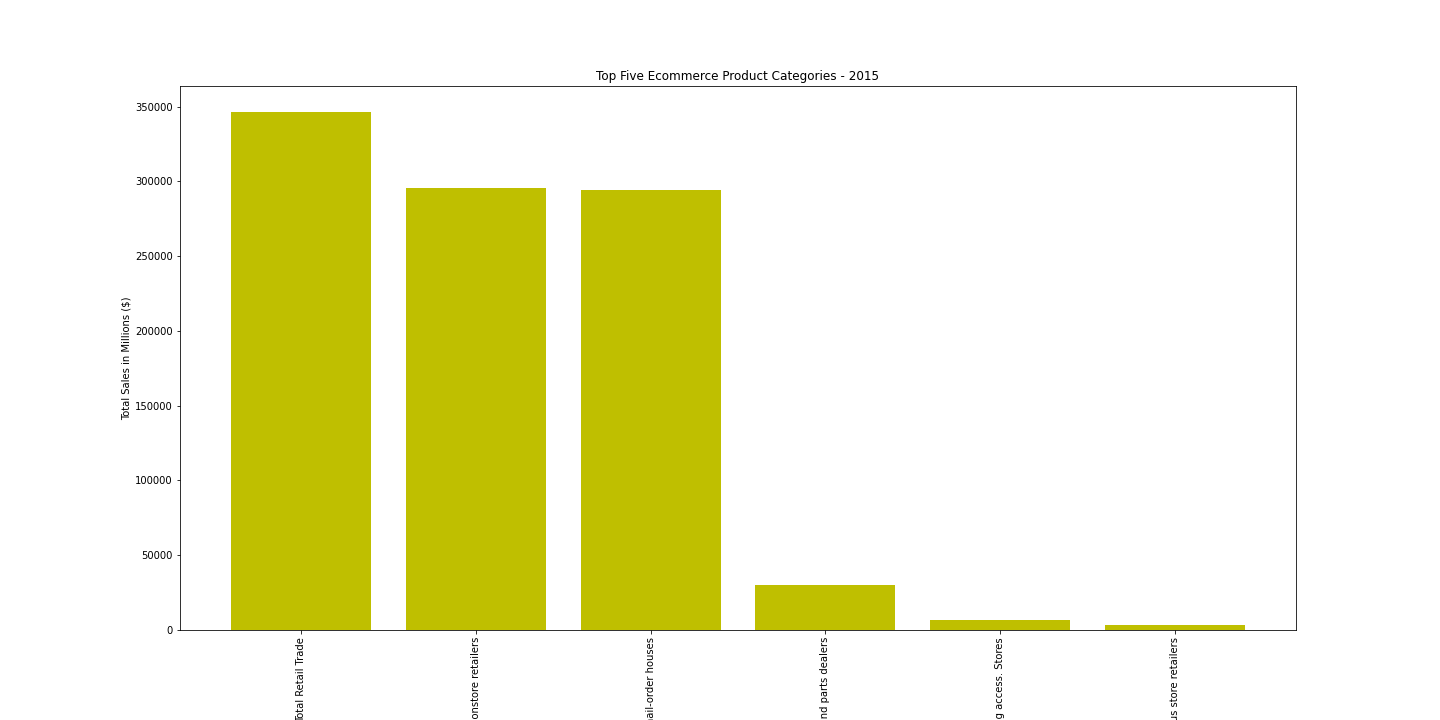 Top Five Ecommerce Product Categories - 2015
Total Sales in Millions ($)
350000
300000
250000
200000
150000
100000
50000
0
Total Retail Trade
onstore retailers
ail-order houses
nd parts dealers
g access. Stores
us store retailers